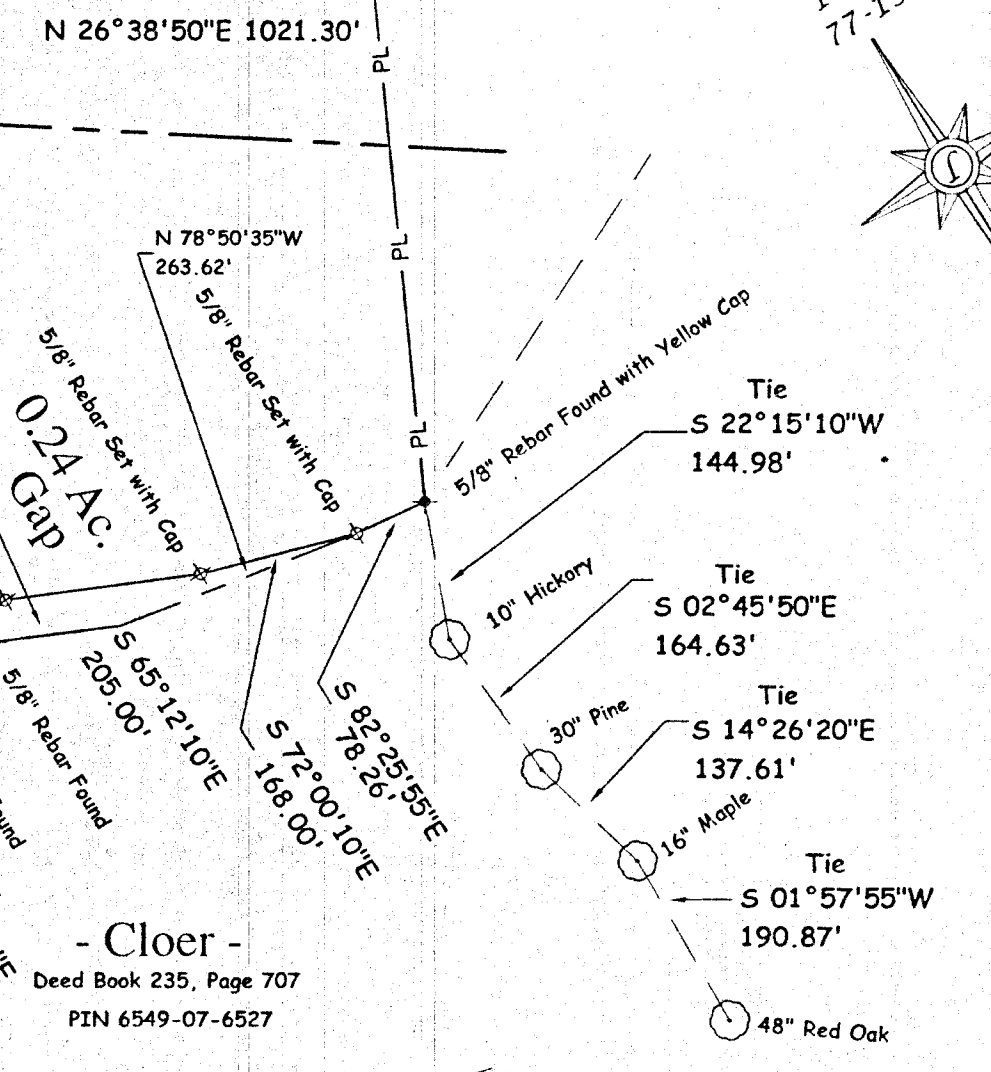 N 26°38'50"E 1021.30'
PL
N 78°50'35"W
263.62'
PL
5/8" Rebar Set with Cap
5/8" Rebar Set with Cap
0.24 Ac.
Gap
PL
5/8" Rebar Found with Yellow Cap
Tie
S 22°15'10"W
144.98'
10" Hickory
Tie
S 02°45'50"E
164.63'
S 65°12'10"E
205.00'
5/8" Rebar Found
S 82°25'55"E
78.26'
S 72°00'10"E
168.00'
30" Pine
Tie
S 14°26'20"E
137.61'
16" Maple
Tie
S 01°57'55"W
190.87'
- Cloer -
Deed Book 235, Page 707
PIN 6549-07-6527
48" Red Oak